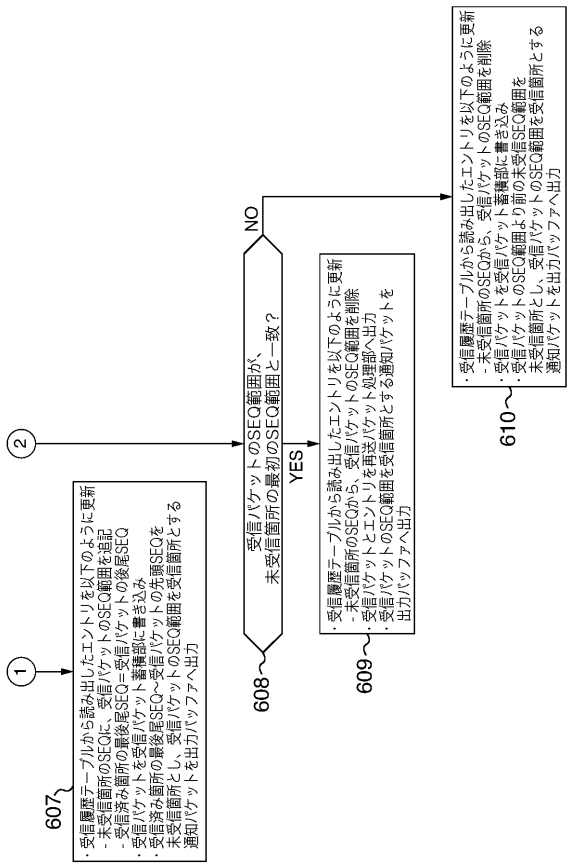 ①
607
・受信履歴テーブルから読み出したエントリを以下のように更新
- 未受信箇所のSEQに、受信パケットのSEQ範囲を追記
- 受信済み箇所の最後尾SEQ＝受信パケットの後尾SEQ
・受信パケットを受信パケット蓄積部に書き込み
・受信済み箇所の最後尾SEQ～受信パケットの先頭SEQを
未受信箇所とし、受信パケットのSEQ範囲を受信箇所とする
通知パケットを出力バッファへ出力
②
608
受信パケットのSEQ範囲が、
未受信箇所の最初のSEQ範囲と一致？
YES
NO
609
・受信履歴テーブルから読み出したエントリを以下のように更新
- 未受信箇所のSEQから、受信パケットのSEQ範囲を削除
・受信パケットとエントリを再送パケット処理部へ出力
・受信パケットのSEQ範囲を受信箇所とする通知パケットを
出力バッファへ出力
610
・受信履歴テーブルから読み出したエントリを以下のように更新
- 未受信箇所のSEQから、受信パケットのSEQ範囲を削除
・受信パケットを受信パケット蓄積部に書き込み
・受信パケットのSEQ範囲より前の未受信SEQ範囲を
未受信箇所とし、受信パケットのSEQ範囲を受信箇所とする
通知パケットを出力バッファへ出力